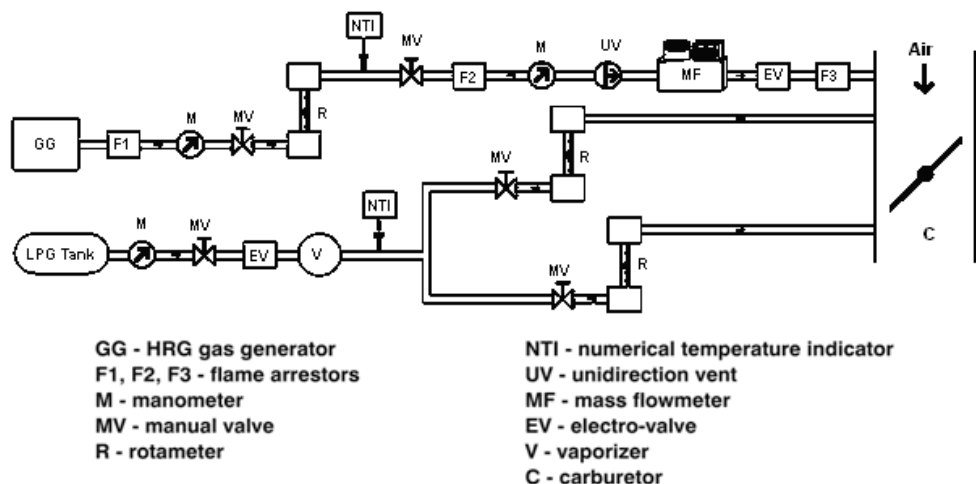 NTI
MV
M
UV
Air
F2
MF
EV
F3
R
M
MV
GG
F1
MV
R
NTI
M
MV
C
LPG Tank
EV
V
R
MV
GG - HRG gas generator
F1, F2, F3 - flame arrestors
M - manometer
MV - manual valve
R - rotameter
NTI - numerical temperature indicator
UV - unidirection vent
MF - mass flowmeter
EV - electro-valve
V - vaporizer
C - carburetor